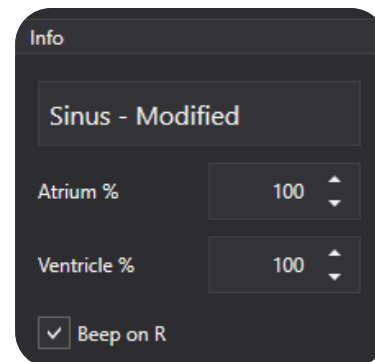 Info
Sinus - Modified
Atrium % 100
Ventricle % 100
Beep on R